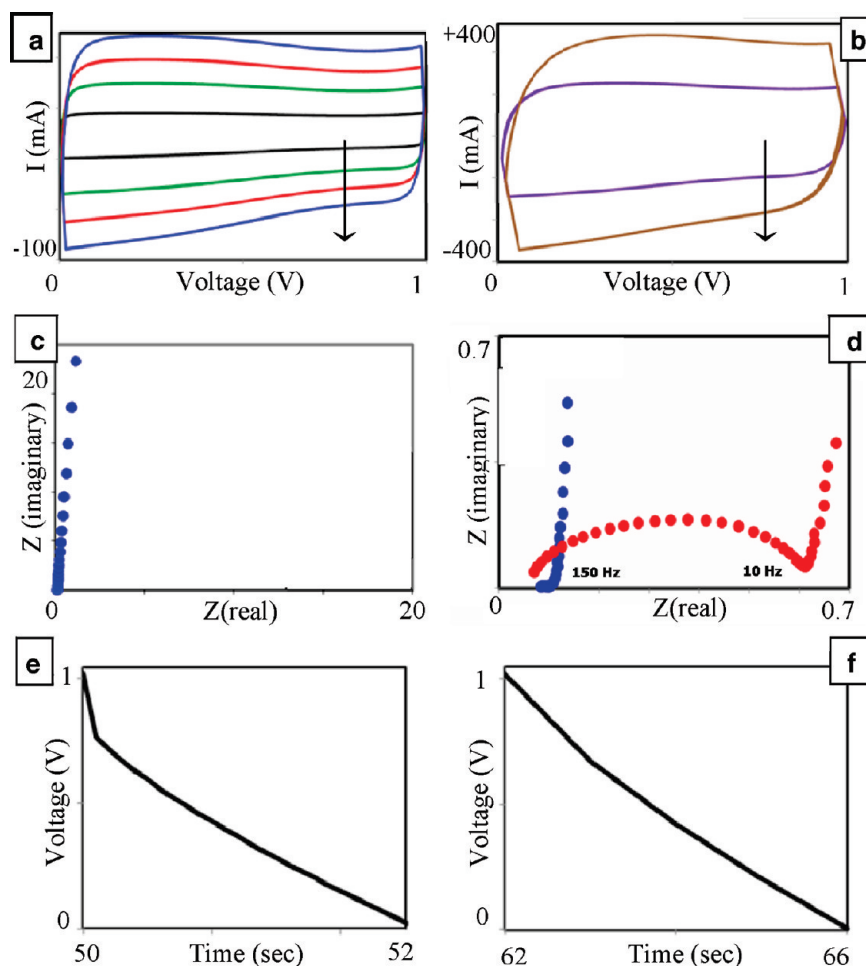 a
I (mA)
-100
0
Voltage (V)
1
b
+400
I (mA)
-400
0
Voltage (V)
1
c
20
Z (imaginary)
0
0
Z(real)
20
d
0.7
Z (imaginary)
150 Hz
10 Hz
0
0
Z(real)
0.7
e
1
Voltage (V)
0
50
Time (sec)
52
f
1
Voltage (V)
0
62
Time (sec)
66